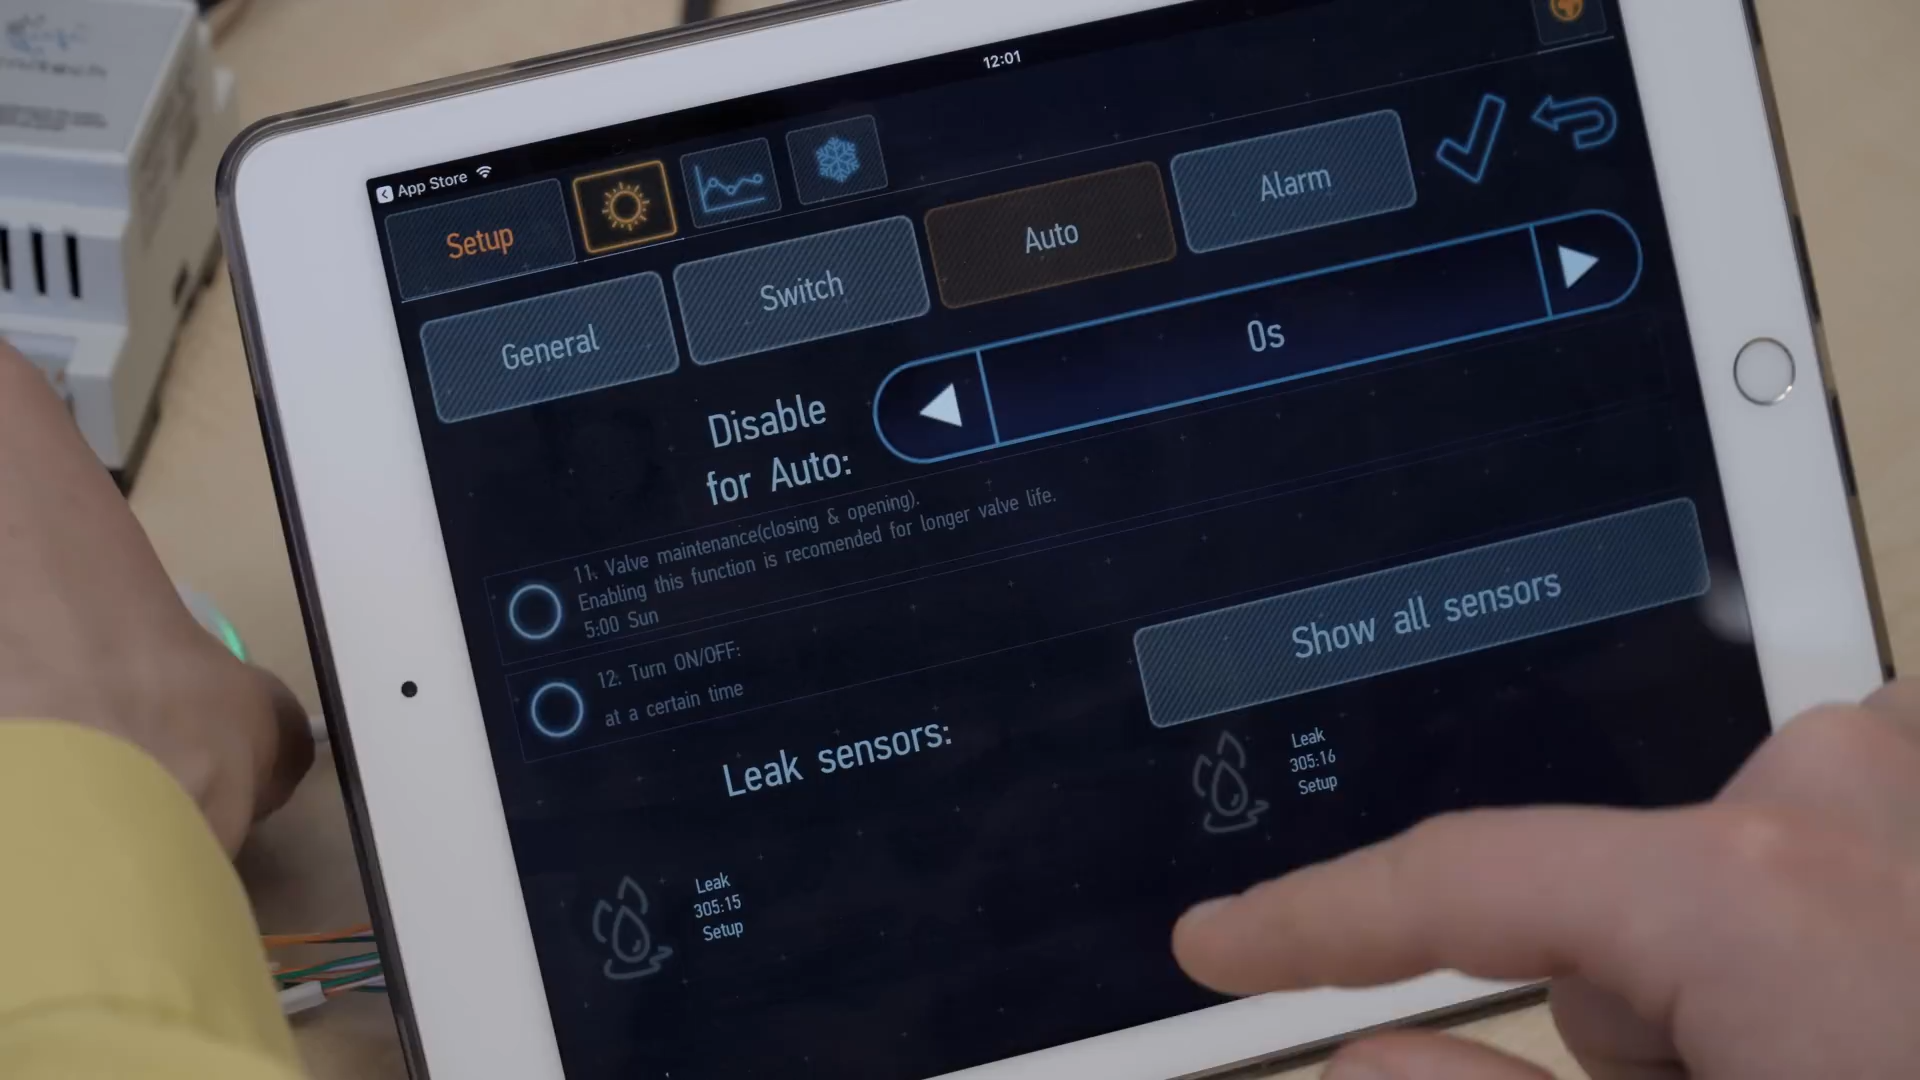 12:01
App Store
Setup
General
Switch
Auto
Alarm
Disable
for Auto:
0s
11. Valve maintenance(closing & opening).
Enabling this function is recomended for longer valve life.
5:00 Sun
12. Turn ON/OFF:
at a certain time
Show all sensors
Leak sensors:
Leak
305:16
Setup
Leak
305:15
Setup